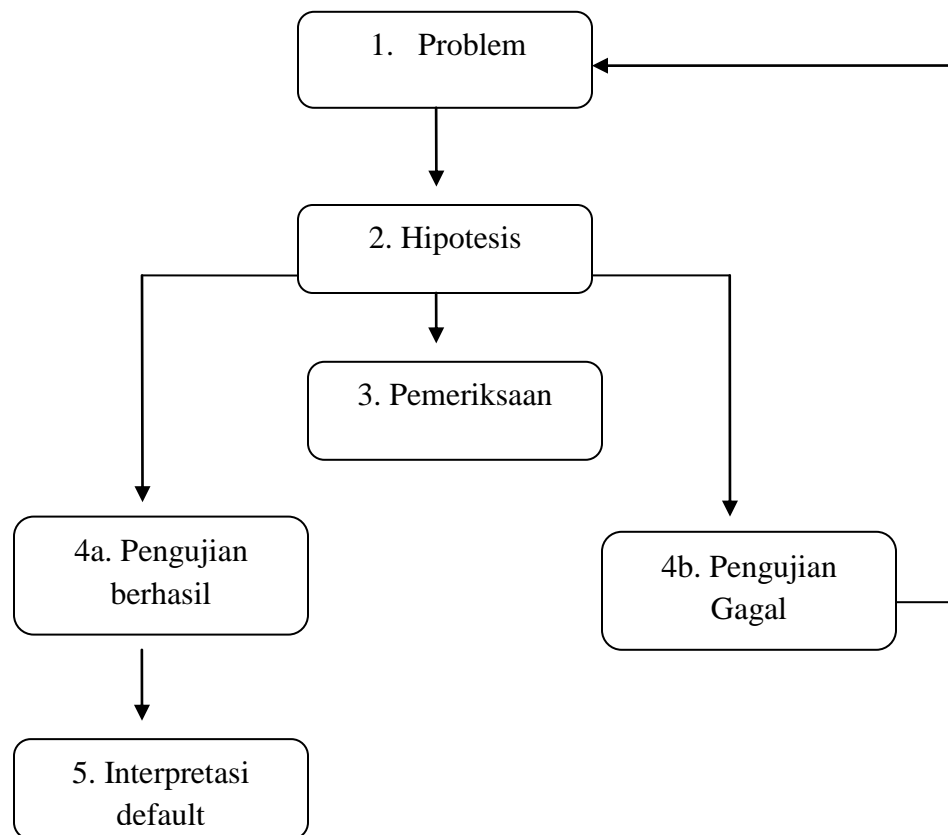 1. Problem
2. Hipotesis
3. Pemeriksaan
4a. Pengujian
berhasil
4b. Pengujian
Gagal
5. Interpretasi
default